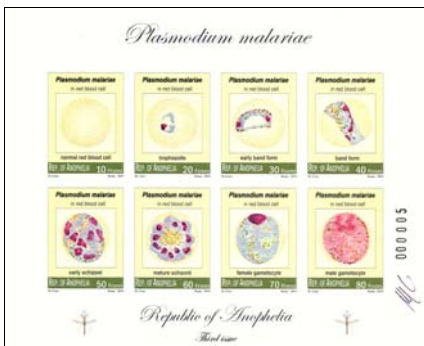 Plasmodium malariae
Plasmodium malariae
in red blood cell
normal red blood cell
REP. OF ANOPHELIA 10
Plasmodium malariae
in red blood cell
trophozoite
REP. OF ANOPHELIA 20
Plasmodium malariae
in red blood cell
early band form
REP. OF ANOPHELIA 30
Plasmodium malariae
in red blood cell
band form
REP. OF ANOPHELIA 40
Plasmodium malariae
in red blood cell
early schizont
REP. OF ANOPHELIA 50
Plasmodium malariae
in red blood cell
mature schizont
REP. OF ANOPHELIA 60
Plasmodium malariae
in red blood cell
female gametocyte
REP. OF ANOPHELIA 70
Plasmodium malariae
in red blood cell
male gametocyte
REP. OF ANOPHELIA 80
000005
Republic of Anophelia
Third issue